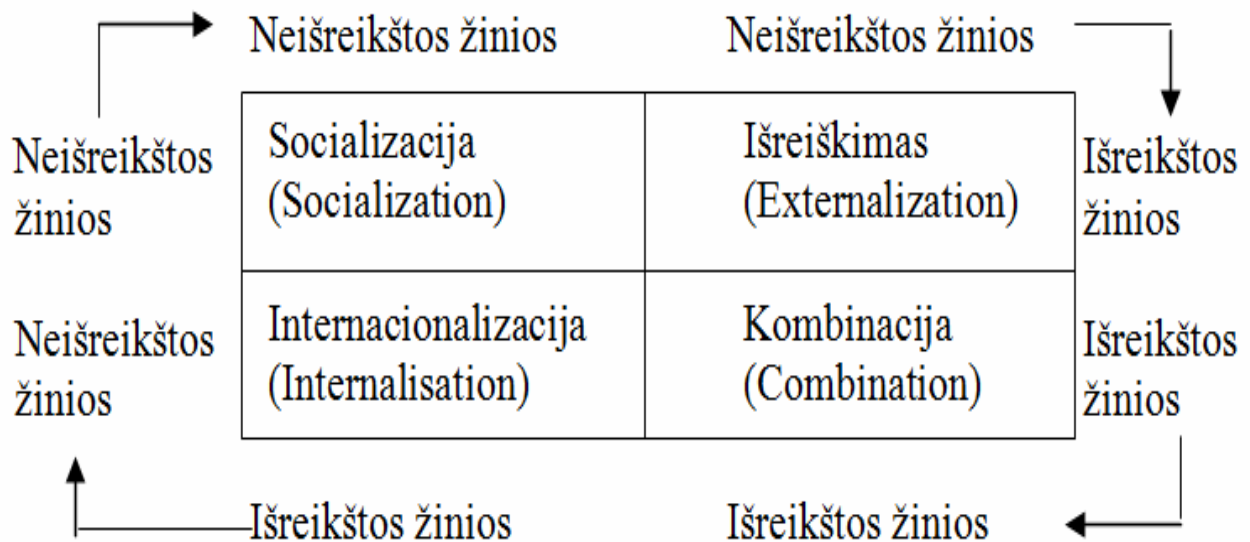 Neišreikštos žinios
Neišreikštos žinios
Neišreikštos
žinios
Socializacija
(Socialization)
Išreiškimas
(Externalization)
Išreikštos
žinios
Neišreikštos
žinios
Internacionalizacija
(Internalisation)
Kombinacija
(Combination)
Išreikštos
žinios
Išreikštos žinios
Išreikštos žinios